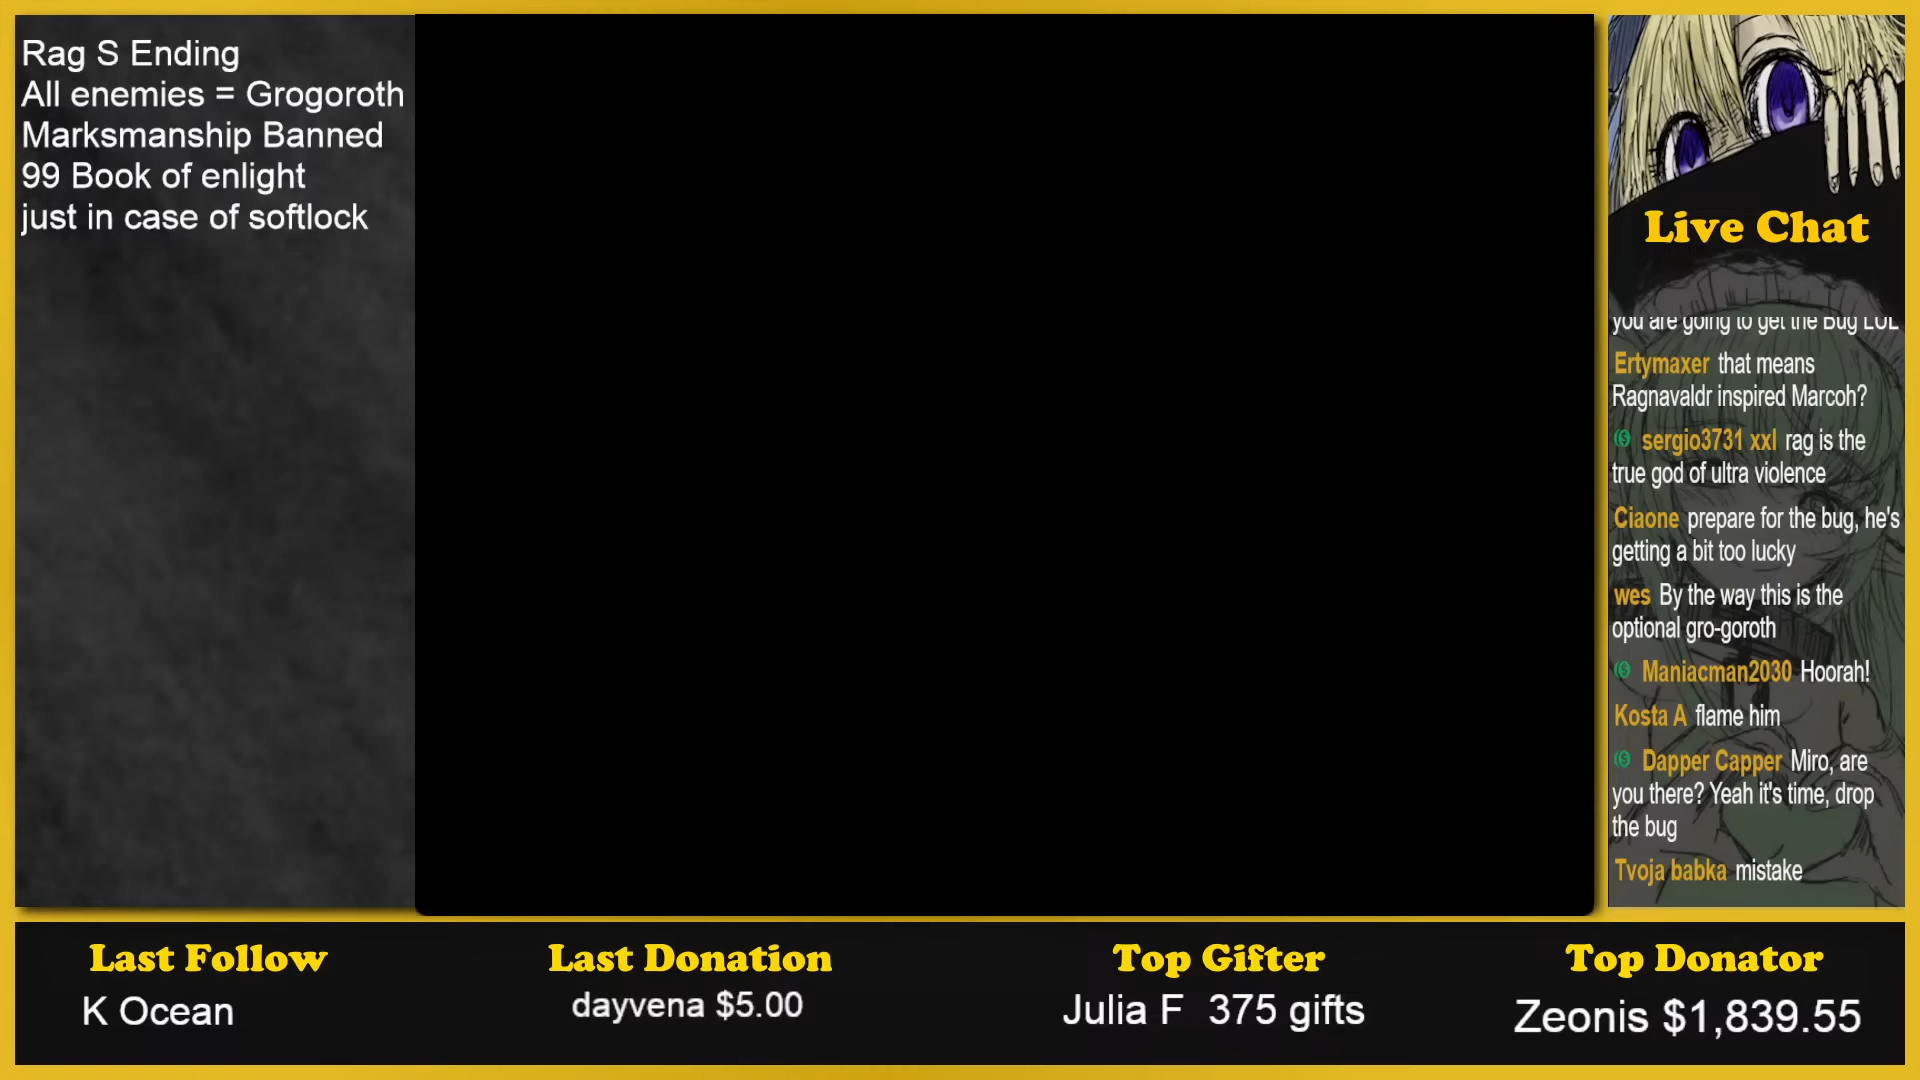 Rag S Ending
All enemies = Grogoroth
Marksmanship Banned
99 Book of enlight
just in case of softlock
Live Chat
you are going to get the Bug LOL
Ertymaxer that means
Ragnavaldr inspired Marcoh?
sergio3731 xxl rag is the
true god of ultra violence
Ciaone prepare for the bug, he's
getting a bit too lucky
wes By the way this is the
optional gro-goroth
Maniacman2030 Hoorah!
Kosta A flame him
Dapper Capper Miro, are
you there? Yeah it's time, drop
the bug
Tvoja babka mistake
Last Follow
K Ocean
Last Donation
dayvena $5.00
Top Gifter
Julia F 375 gifts
Top Donator
Zeonis $1,839.55